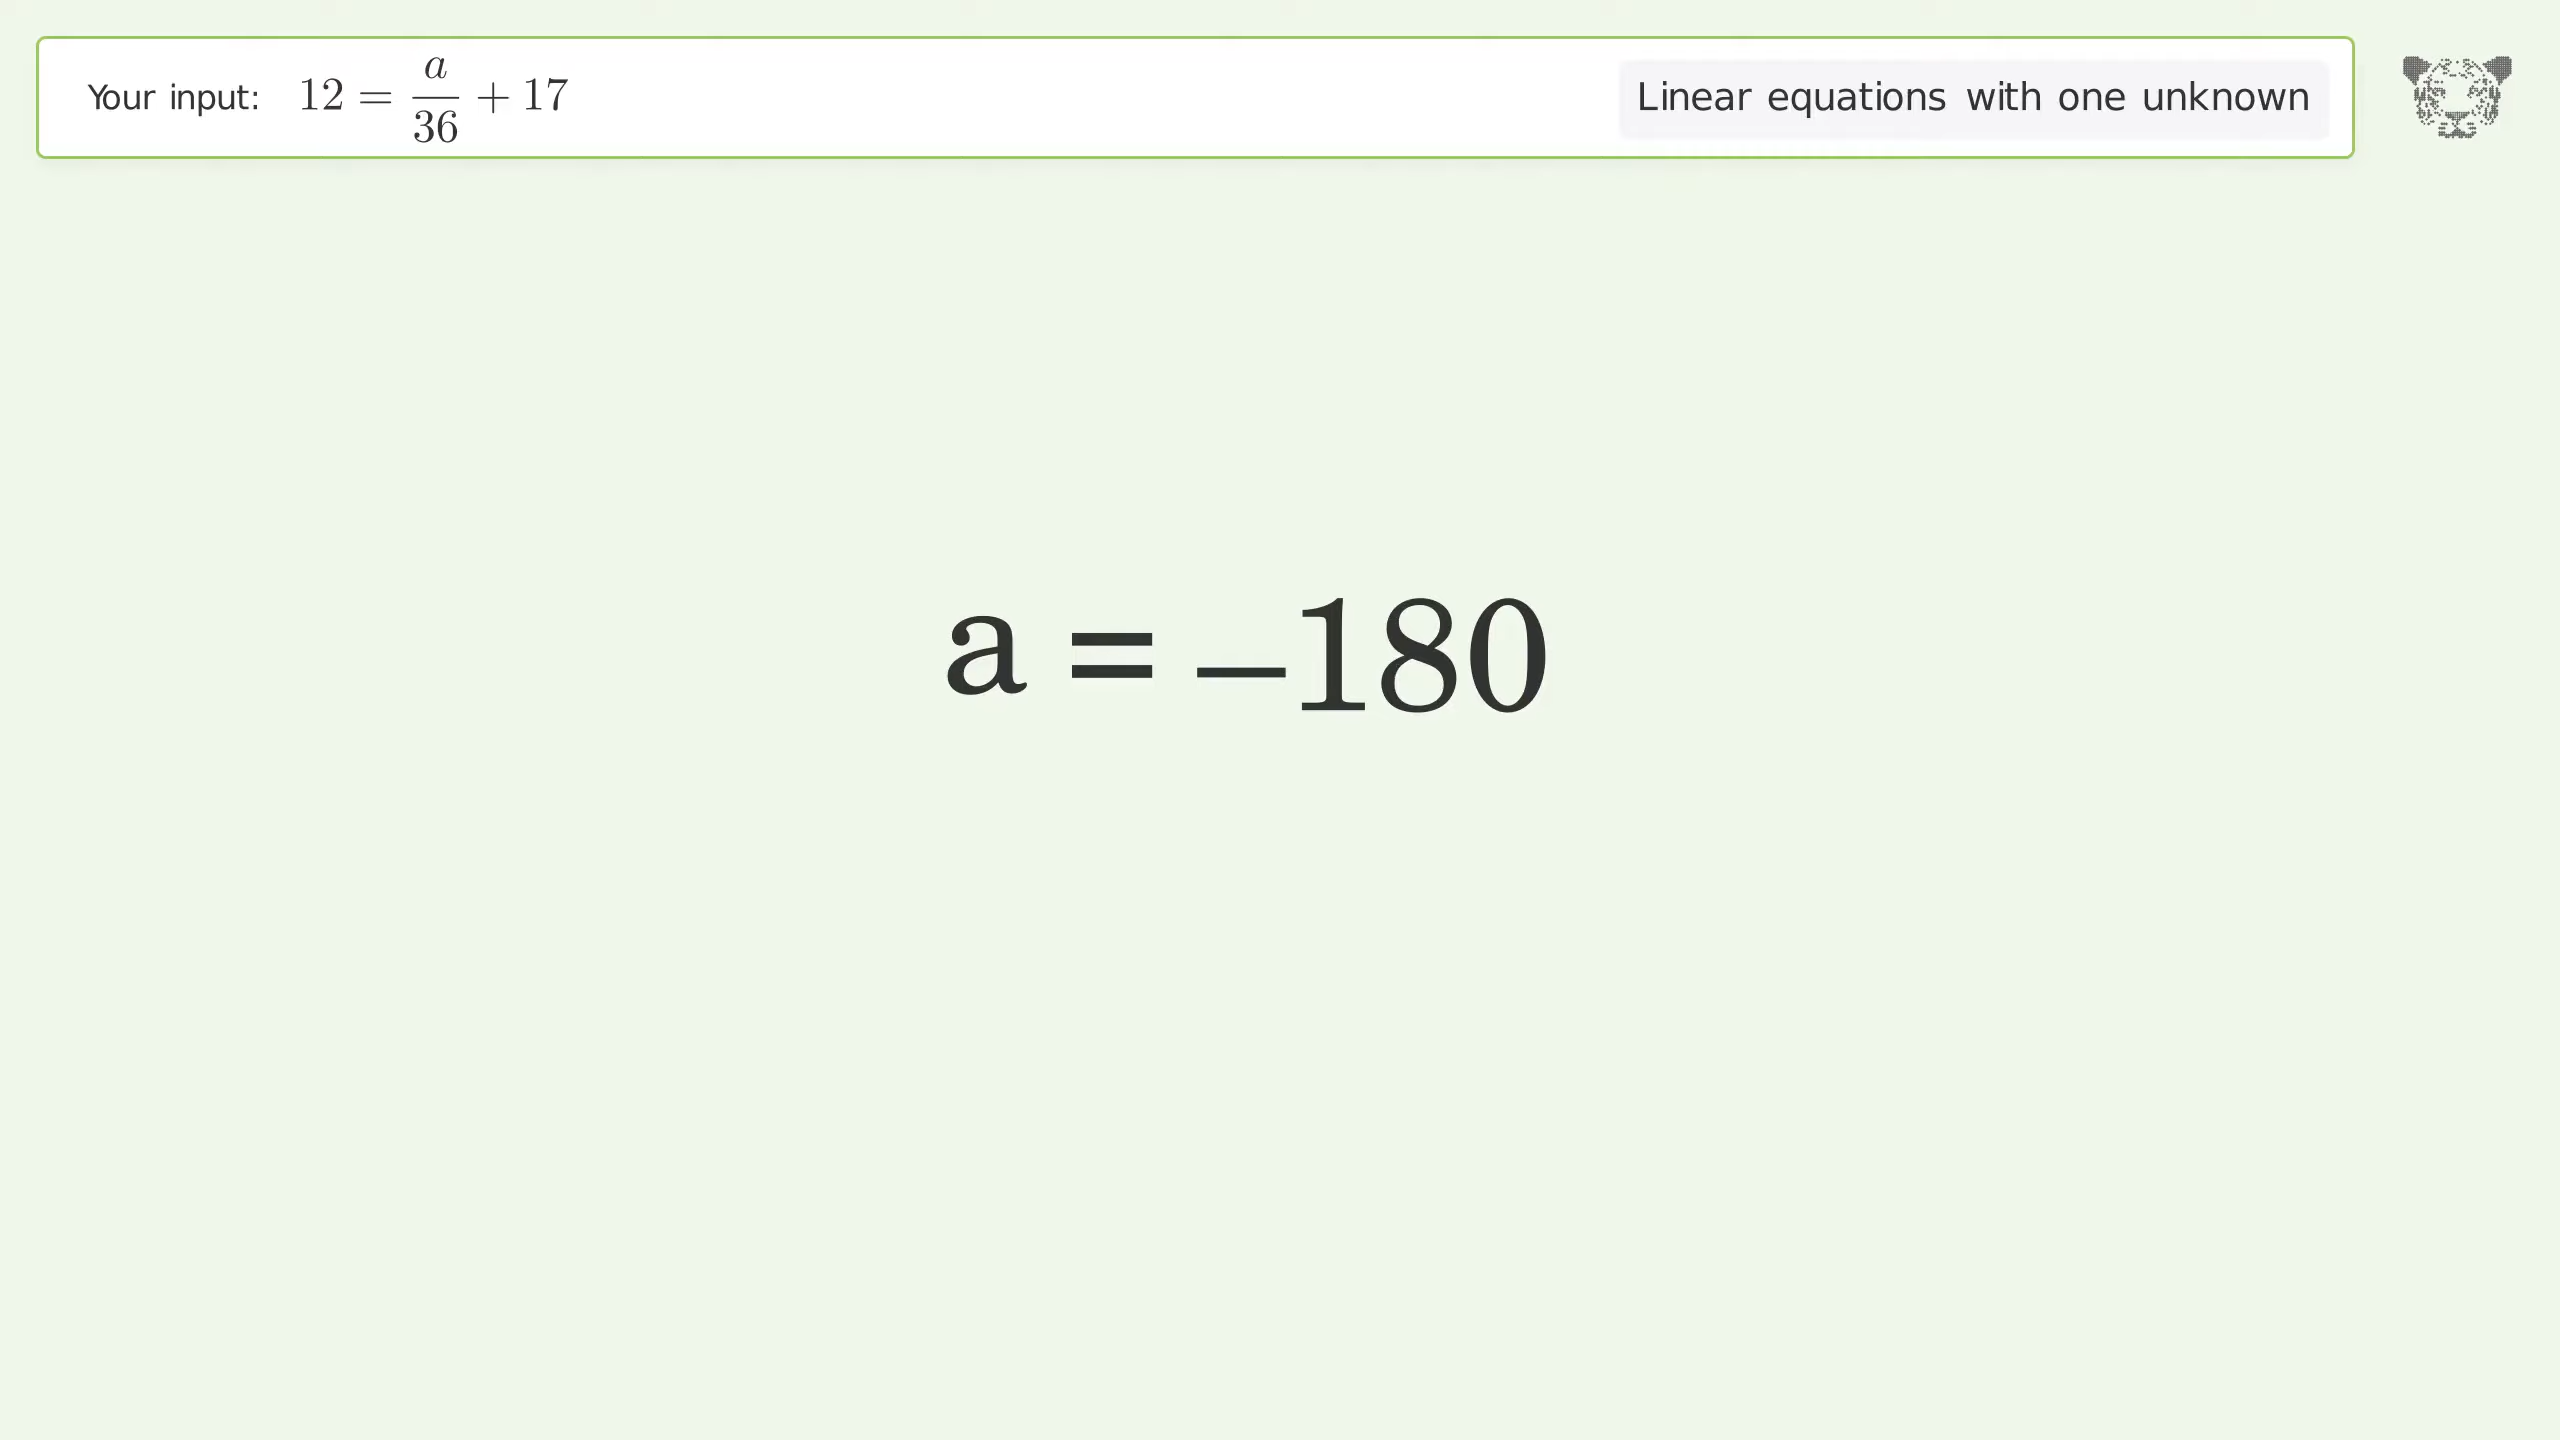 Your input: 12 = a/36 + 17
Linear equations with one unknown
a = –180